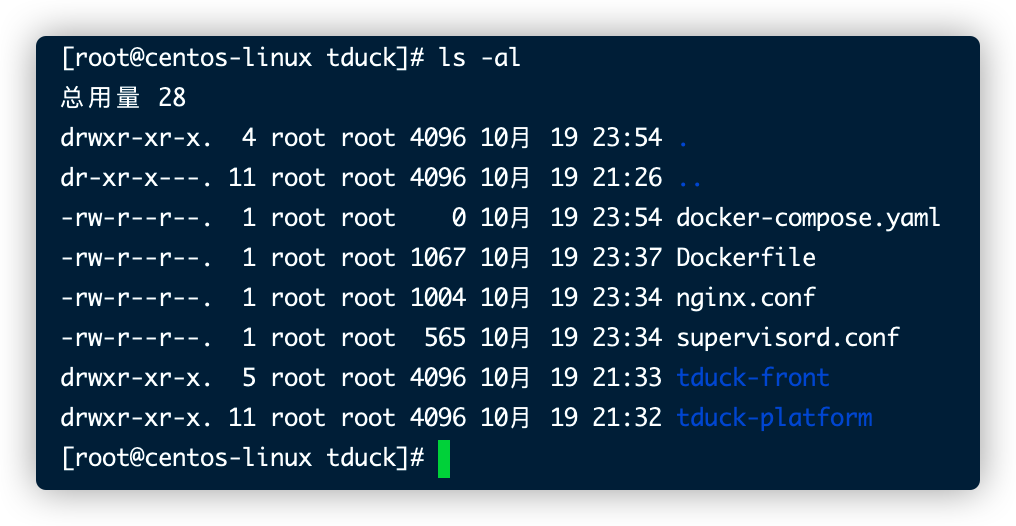 [root@centos-linux tduck]# ls -al
总用量 28
drwxr-xr-x.  4 root root 4096 10月 19 23:54 .
dr-xr-x---. 11 root root 4096 10月 19 21:26 ..
-rw-r--r--.  1 root root    0 10月 19 23:54 docker-compose.yaml
-rw-r--r--.  1 root root 1067 10月 19 23:37 Dockerfile
-rw-r--r--.  1 root root 1004 10月 19 23:34 nginx.conf
-rw-r--r--.  1 root root  565 10月 19 23:34 supervisord.conf
drwxr-xr-x.  5 root root 4096 10月 19 21:33 tduck-front
drwxr-xr-x. 11 root root 4096 10月 19 21:32 tduck-platform
[root@centos-linux tduck]#